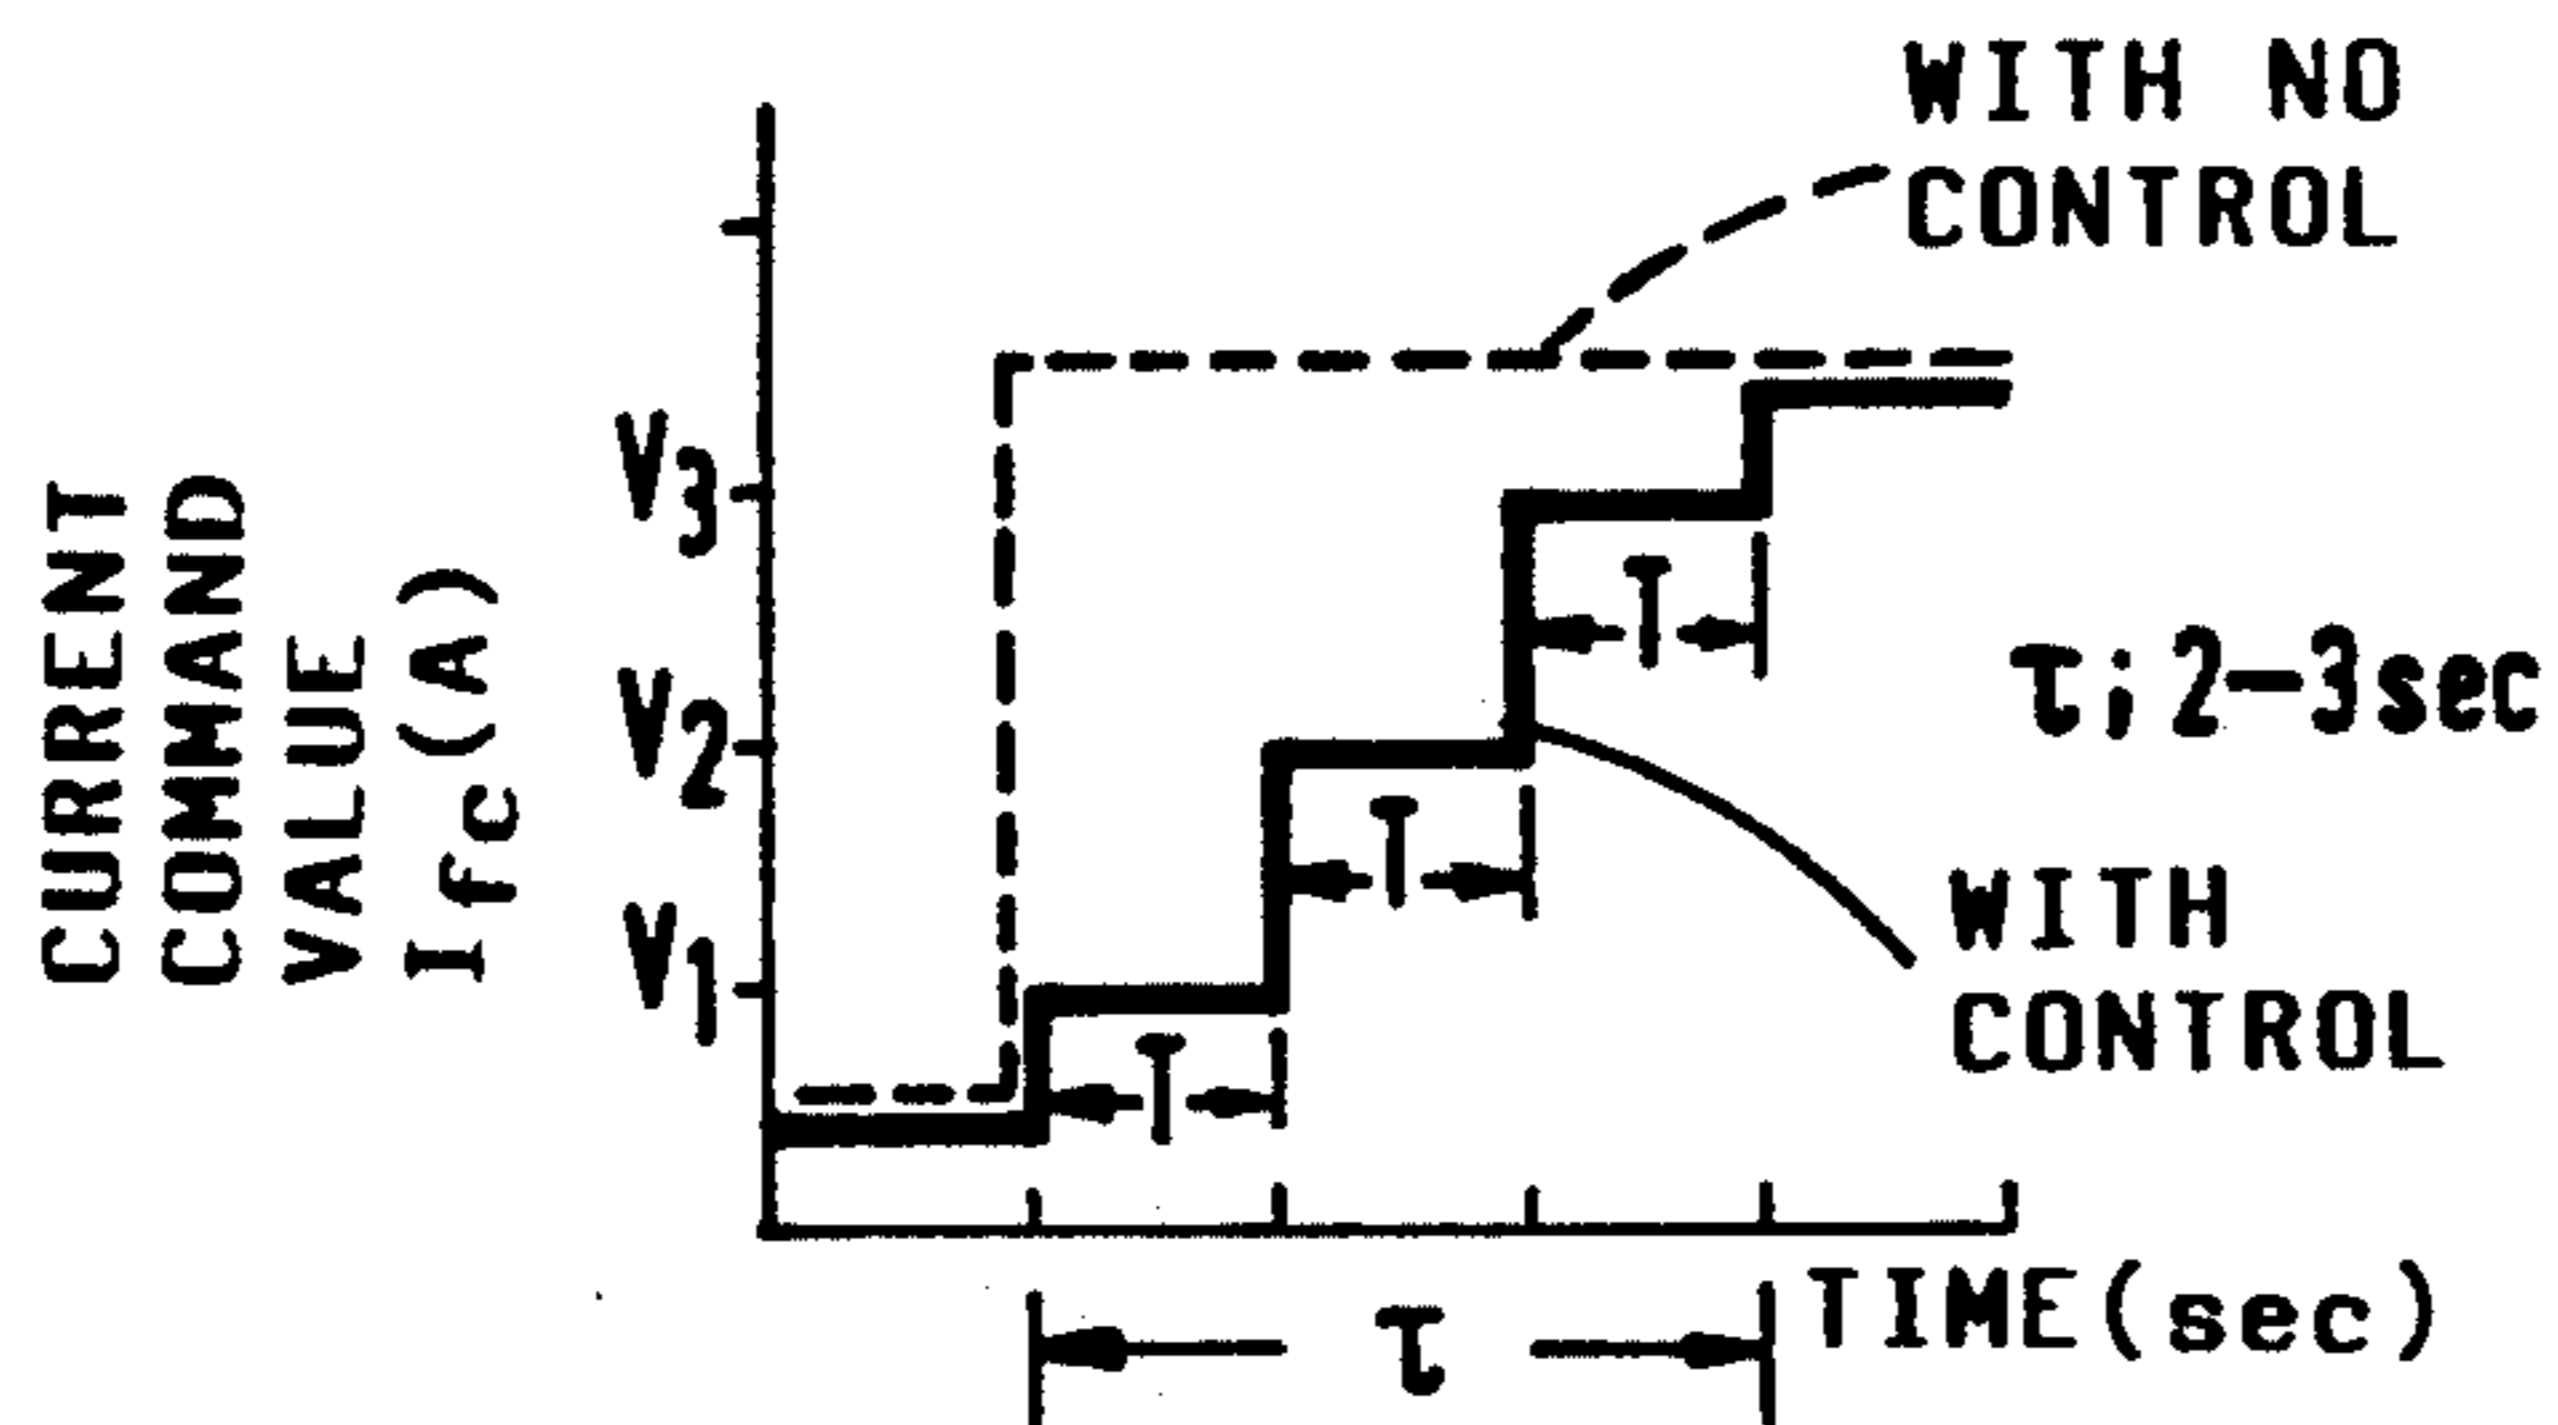 WITH NO
CONTROL
CURRENT
COMMAND
VALUE
Ifc(A)
V3
V2
V1
T
T
T
τ; 2-3sec
WITH
CONTROL
TIME(sec)
τ